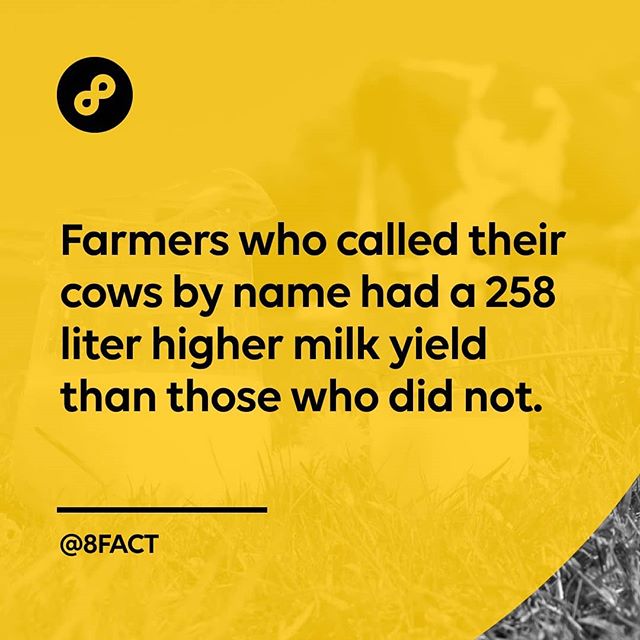 Farmers who called their
cows by name had a 258
liter higher milk yield
than those who did not.
@8FACT